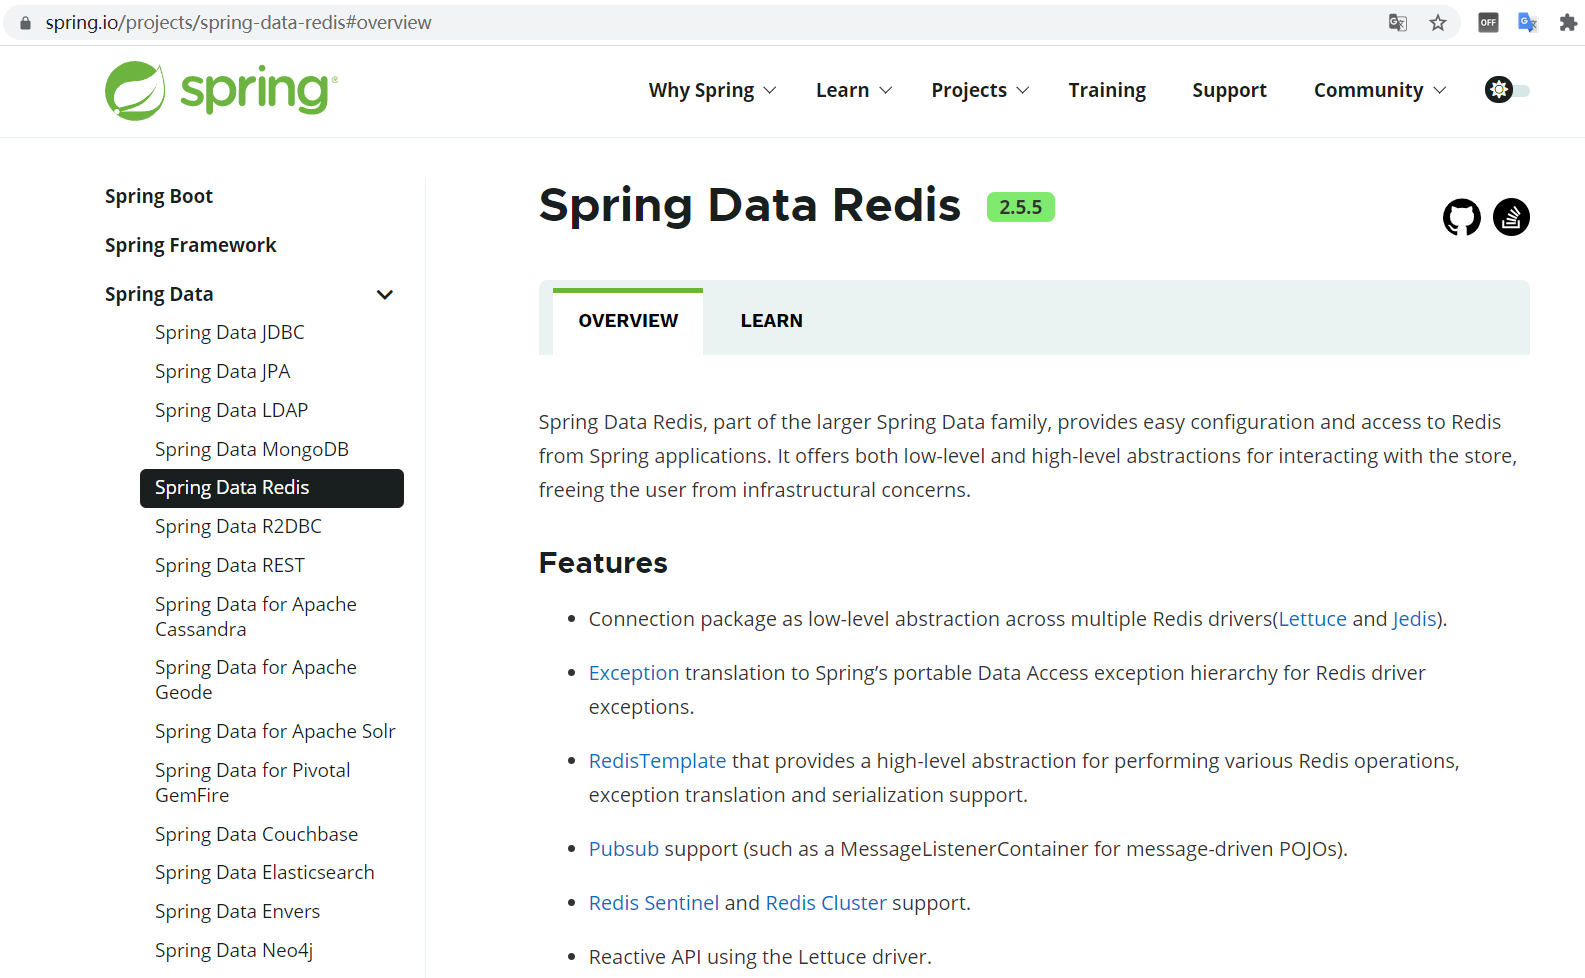 spring.io/projects/spring-data-redis#overview
OFF
spring
Why Spring
Learn
Projects
Training
Support
Community
Spring Boot
Spring Framework
Spring Data
Spring Data JDBC
Spring Data JPA
Spring Data LDAP
Spring Data MongoDB
Spring Data Redis
Spring Data R2DBC
Spring Data REST
Spring Data for Apache
Cassandra
Spring Data for Apache
Geode
Spring Data for Apache Solr
Spring Data for Pivotal
GemFire
Spring Data Couchbase
Spring Data Elasticsearch
Spring Data Envers
Spring Data Neo4j
Spring Data Redis 2.5.5
OVERVIEW
LEARN
Spring Data Redis, part of the larger Spring Data family, provides easy configuration and access to Redis
from Spring applications. It offers both low-level and high-level abstractions for interacting with the store,
freeing the user from infrastructural concerns.
Features
• Connection package as low-level abstraction across multiple Redis drivers(Lettuce and Jedis).
• Exception translation to Spring’s portable Data Access exception hierarchy for Redis driver
exceptions.
• RedisTemplate that provides a high-level abstraction for performing various Redis operations,
exception translation and serialization support.
• Pubsub support (such as a MessageListenerContainer for message-driven POJOs).
• Redis Sentinel and Redis Cluster support.
• Reactive API using the Lettuce driver.